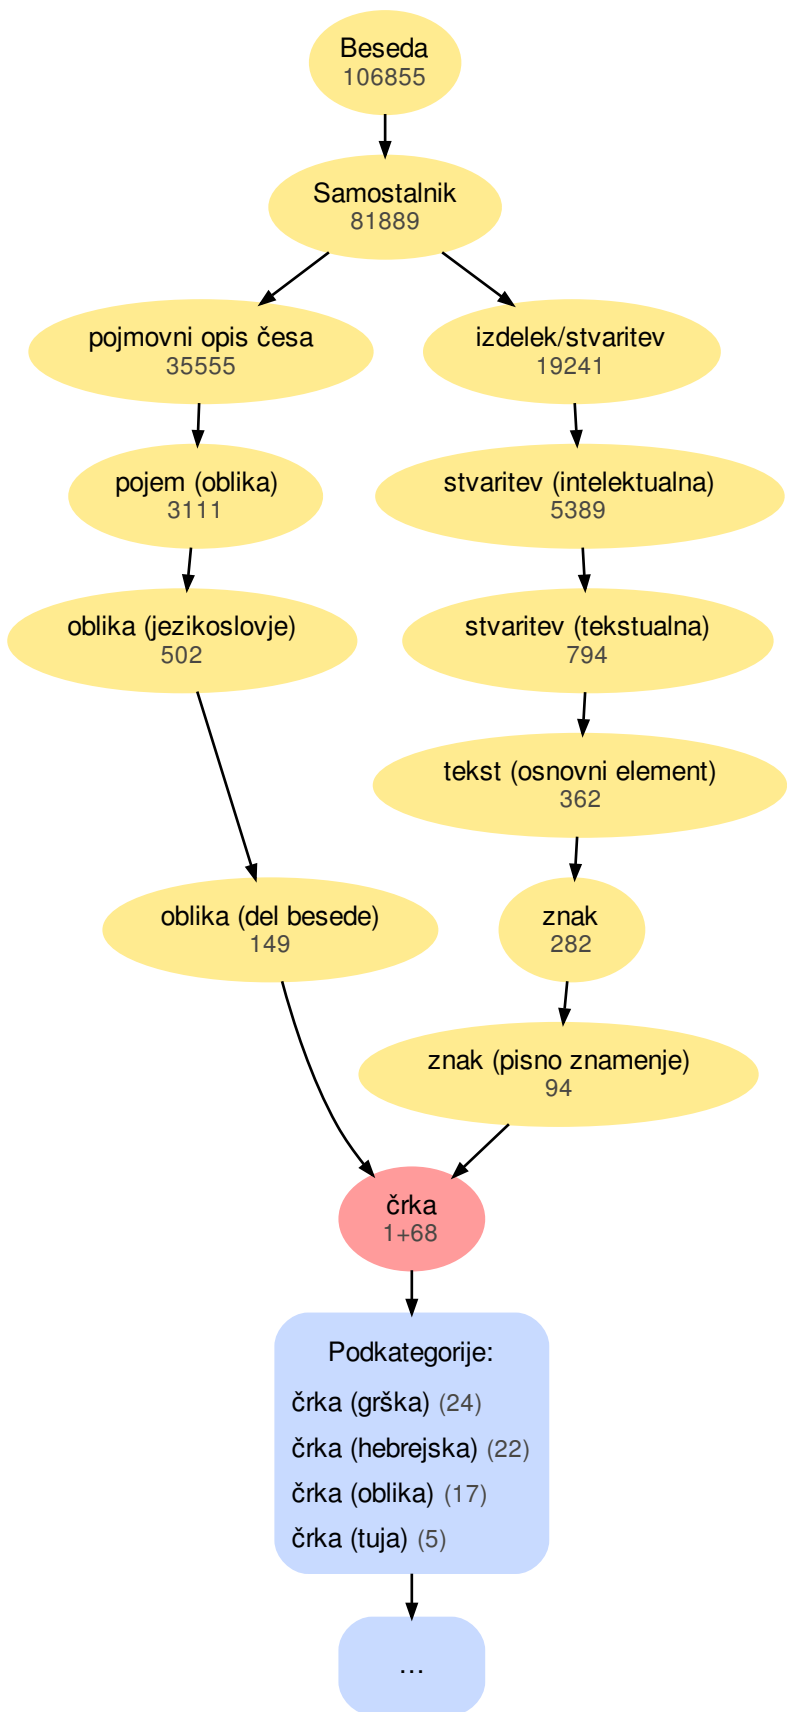 Beseda
106855
Samostalnik
81889
pojmovni opis česa
35555
izdelek/stvaritev
19241
pojem (oblika)
3111
stvaritev (intelektualna)
5389
oblika (jezikoslovje)
502
stvaritev (tekstualna)
794
tekst (osnovni element)
362
oblika (del besede)
149
znak
282
znak (pisno znamenje)
94
črka
1+68
Podkategorije:
črka (grška) (24)
črka (hebrejska) (22)
črka (oblika) (17)
črka (tuja) (5)
...